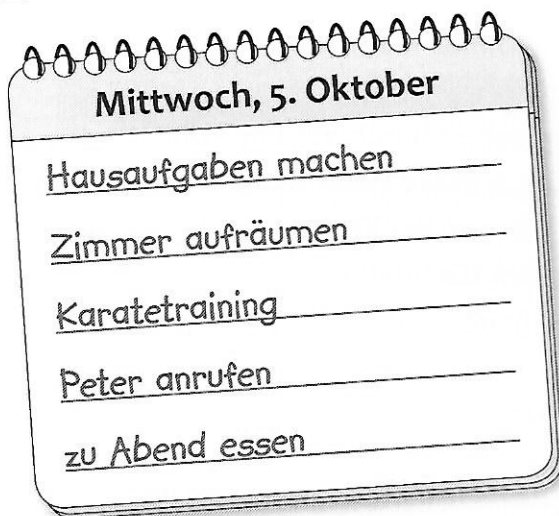 Mittwoch, 5. Oktober
Hausaufgaben machen
Zimmer aufräumen
Karatetraining
Peter anrufen
zu Abend essen